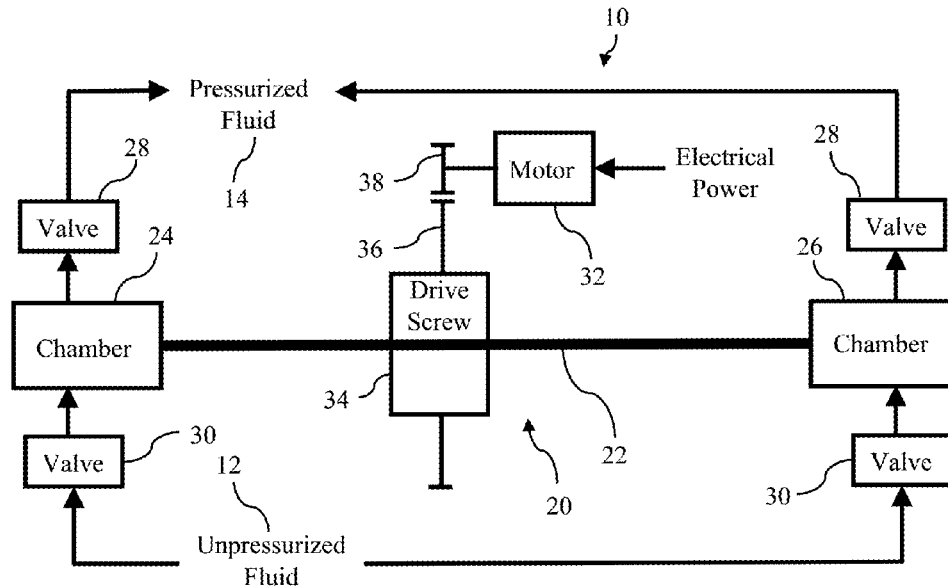 10
Pressurized
Fluid
14
28
Valve
24
38
Motor
Electrical
Power
28
Valve
36
32
26
Drive
Screw
Chamber
Chamber
34
22
20
30
Valve
12
30
Valve
Unpressurized
Fluid